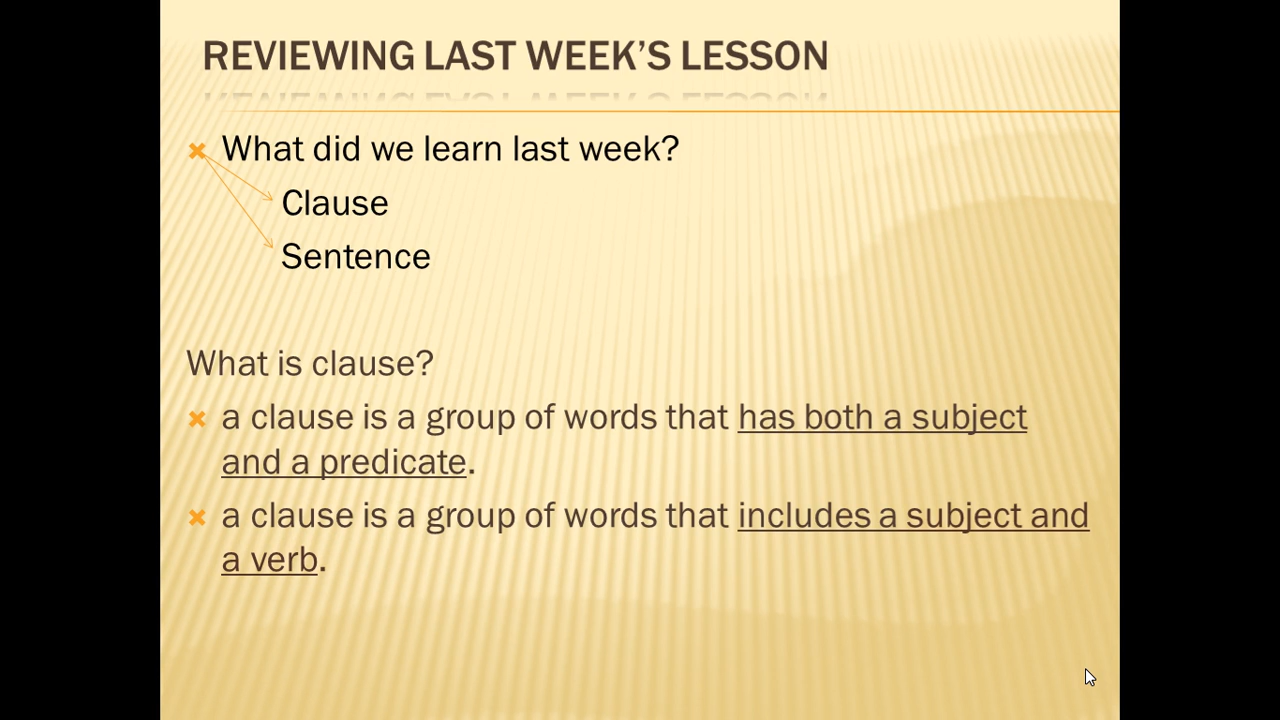 REVIEWING LAST WEEK'S LESSON
What did we learn last week?
Clause
Sentence
What is clause?
a clause is a group of words that has both a subject
and a predicate.
a clause is a group of words that includes a subject and
a verb.